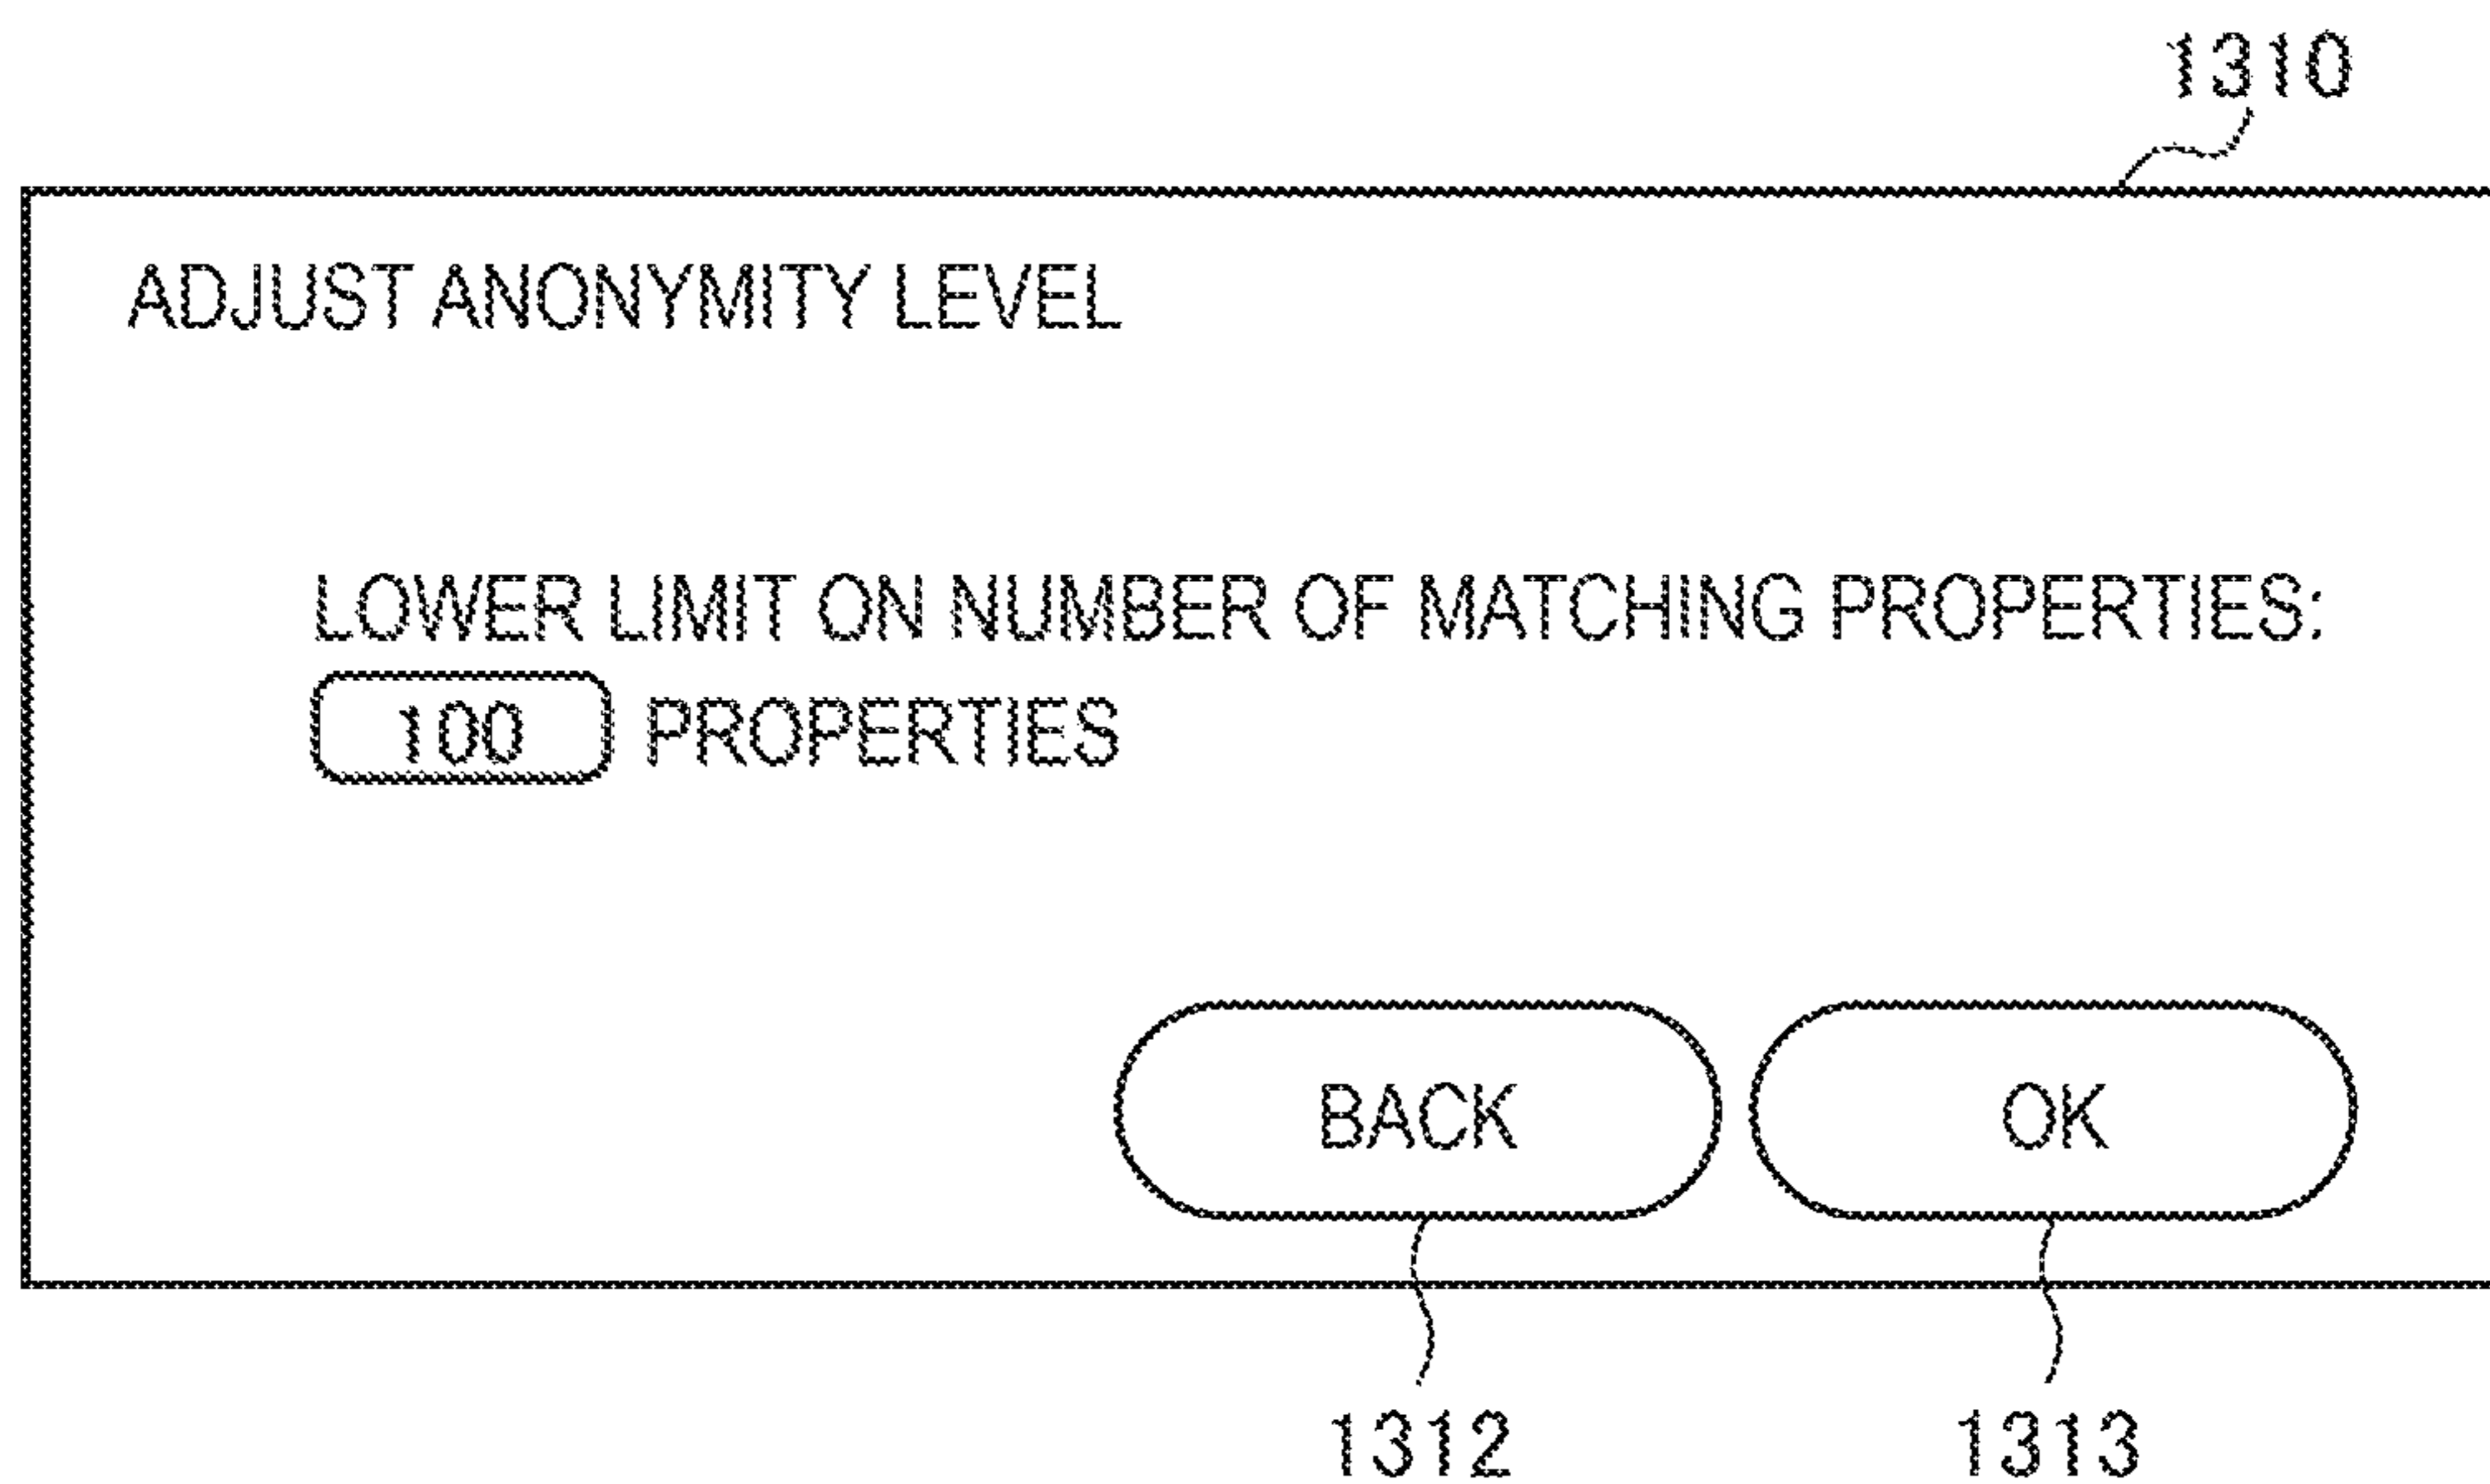 1310
ADJUST ANONYMITY LEVEL
LOWER LIMIT ON NUMBER OF MATCHING PROPERTIES:
100 PROPERTIES
BACK OK
1312 1313